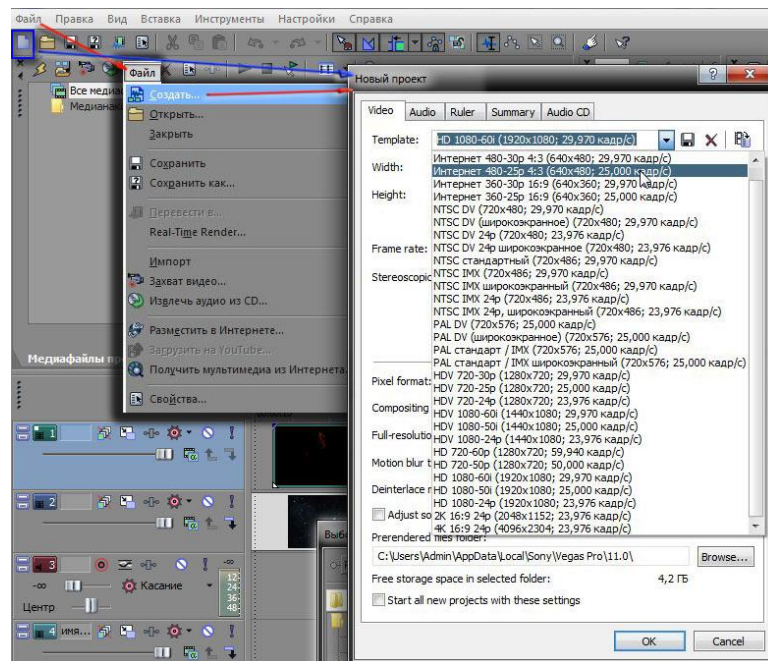 Файл Правка Вид Вставка Инструменты Настройки Справка
Все
Файл
Создать...
Открыть...
Закрыть
Сохранить
Сохранить как...
Перевести в...
Real-Time Render...
Импорт
Захват видео...
Извлечь аудио из CD...
Разместить в Интернете...
Загрузить на YouTube...
Получить мультимедиа из Интернета
Свойства...
Медиафайлы
1
2
3
-∞
-∞
Касание
12
24
36
48
Центр
4 имя...
Новый проект
Video Audio Ruler Summary Audio CD
Template: HD 1080-60i (1920x1080; 29,970 кадр/с)
Width:
Height:
Frame rate:
Pixel format:
Compositing
Интернет 480-30p 4:3 (640x480; 29,970 кадр/с)
Интернет 480-25p 4:3 (640x480; 25,000 кадр/с)
Интернет 360-30p 16:9 (640x360; 29,970 кадр/с)
Интернет 360-25p 16:9 (640x360; 25,000 кадр/с)
NTSC DV (720x480; 29,970 кадр/с)
NTSC DV (широкоэкранное) (720x480; 29,970 кадр/с)
NTSC DV 24p (720x480; 23,976 кадр/с)
NTSC DV 24p широкоэкранное (720x480; 23,976 кадр/с)
NTSC стандартный (720x486; 29,970 кадр/с)
NTSC IMX (720x486; 29,970 кадр/с)
NTSC IMX широкоэкранный (720x486; 29,970 кадр/с)
NTSC IMX 24p (720x486; 23,976 кадр/с)
NTSC IMX 24p, широкоэкранный (720x486; 23,976 кадр/с)
PAL DV (720x576; 25,000 кадр/с)
PAL DV (широкоэкранное) (720x576; 25,000 кадр/с)
PAL стандарт / IMX (720x576; 25,000 кадр/с)
PAL стандарт / IMX широкоэкранный (720x576; 25,000 кадр/с)
HDV 720-30p (1280x720; 29,970 кадр/с)
HDV 720-25p (1280x720; 25,000 кадр/с)
HDV 720-24p (1280x720; 23,976 кадр/с)
HDV 1080-60i (1440x1080; 29,970 кадр/с)
HDV 1080-50i (1440x1080; 25,000 кадр/с)
HDV 1080-24p (1440x1080; 23,976 кадр/с)
HD 720-60p (1280x720; 59,940 кадр/с)
HD 720-50p (1280x720; 50,000 кадр/с)
HD 1080-60i (1920x1080; 29,970 кадр/с)
HD 1080-50i (1920x1080; 25,000 кадр/с)
HD 1080-24p (1920x1080; 23,976 кадр/с)
2K 16:9 24p (2048x1152; 23,976 кадр/с)
4K 16:9 24p (4096x2304; 23,976 кадр/с)
Motion blur
Deinterlace
Adjust
Prerendered files folder:
C:\Users\Admin\AppData\Local\Sony\Vegas Pro\11.0\ Browse...
Free storage space in selected folder: 4,2 ГБ
Start all new projects with these settings
OK Cancel